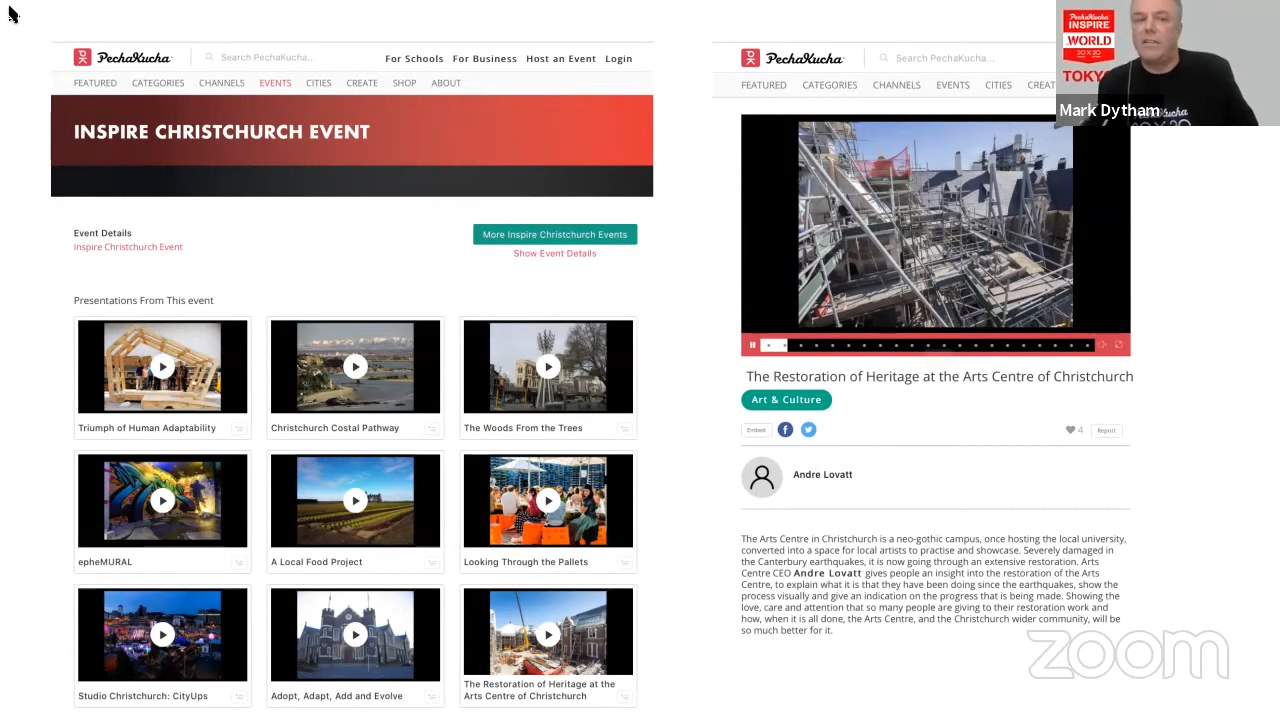 PechaKucha
Search PechaKucha...
For Schools
For Business
Host an Event
Login
FEATURED
CATEGORIES
CHANNELS
EVENTS
CITIES
CREATE
SHOP
ABOUT
INSPIRE CHRISTCHURCH EVENT
Event Details
Inspire Christchurch Event
More Inspire Christchurch Events
Show Event Details
Presentations From This event
Triumph of Human Adaptability
Christchurch Costal Pathway
The Woods From the Trees
epheMURAL
A Local Food Project
Looking Through the Pallets
Studio Christchurch: CityUps
Adopt, Adapt, Add and Evolve
The Restoration of Heritage at the
Arts Centre of Christchurch
PechaKucha
Search PechaKucha...
FEATURED
CATEGORIES
CHANNELS
EVENTS
CITIES
CREAT
PechaKucha
INSPIRE
WORLD
20X20
TOKYO
Mark Dytham
The Restoration of Heritage at the Arts Centre of Christchurch
Art & Culture
Embed
4
Report
Andre Lovatt
The Arts Centre in Christchurch is a neo-gothic campus, once hosting the local university,
converted into a space for local artists to practise and showcase. Severely damaged in
the Canterbury earthquakes, it is now going through an extensive restoration. Arts
Centre CEO Andre Lovatt gives people an insight into the restoration of the Arts
Centre, to explain what it is that they have been doing since the earthquakes, show the
process visually and give an indication on the progress that is being made. Showing the
love, care and attention that so many people are giving to their restoration work and
how, when it is all done, the Arts Centre, and the Christchurch wider community, will be
so much better for it.
zoom